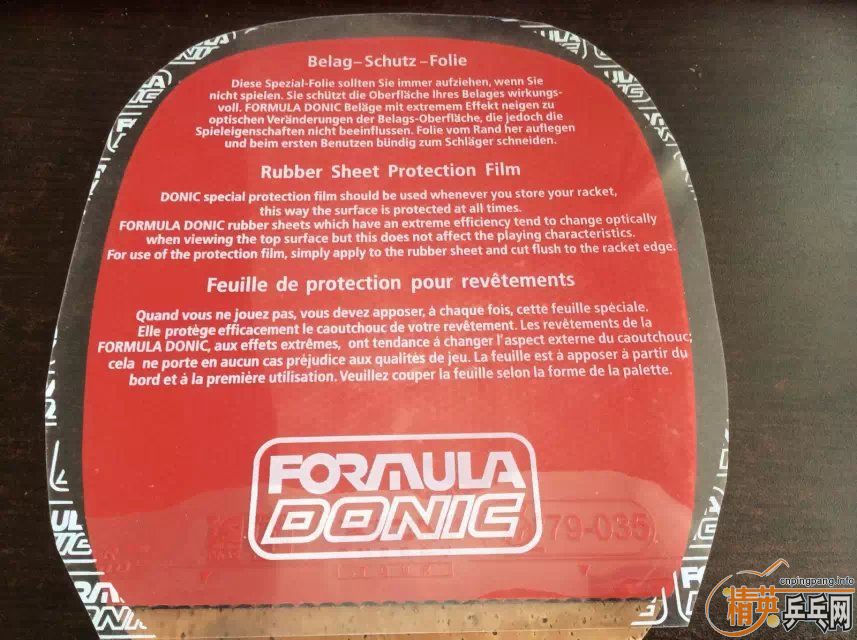 Belag-Schutz-Folie
Diese Spezial-Folie sollten Sie immer aufziehen, wenn Sie
nicht spielen. Sie schützt die Oberfläche Ihres Belages wirkungs-
voll. FORMULA DONIC Beläge mit extremem Effekt neigen zu
optischen Veränderungen der Belags-Oberfläche, die jedoch die
Spieleigenschaften nicht beeinflussen. Folie vom Rand her auflegen
und beim ersten Benutzen bündig zum Schläger schneiden.
Rubber Sheet Protection Film
DONIC special protection film should be used whenever you store your racket,
this way the surface is protected at all times.
FORMULA DONIC rubber sheets which have an extreme efficiency tend to change optically
when viewing the top surface but this does not affect the playing characteristics.
For use of the protection film, simply apply to the rubber sheet and cut flush to the racket edge.
Feuille de protection pour revêtements
Quand vous ne jouez pas, vous devez apposer, à chaque fois, cette feuille spéciale.
Elle protège efficacement le caoutchouc de votre revêtement. Les revêtements de la
FORMULA DONIC, aux effets extrêmes, ont tendance à changer l'aspect externe du caoutchouc;
cela ne porte en aucun cas préjudice aux qualités de jeu. La feuille est à apposer à partir du
bord et à la première utilisation. Veuillez couper la feuille selon la forme de la palette.
FORMULA
DONIC
79-035
cnpingpang.info
精英乒乓网